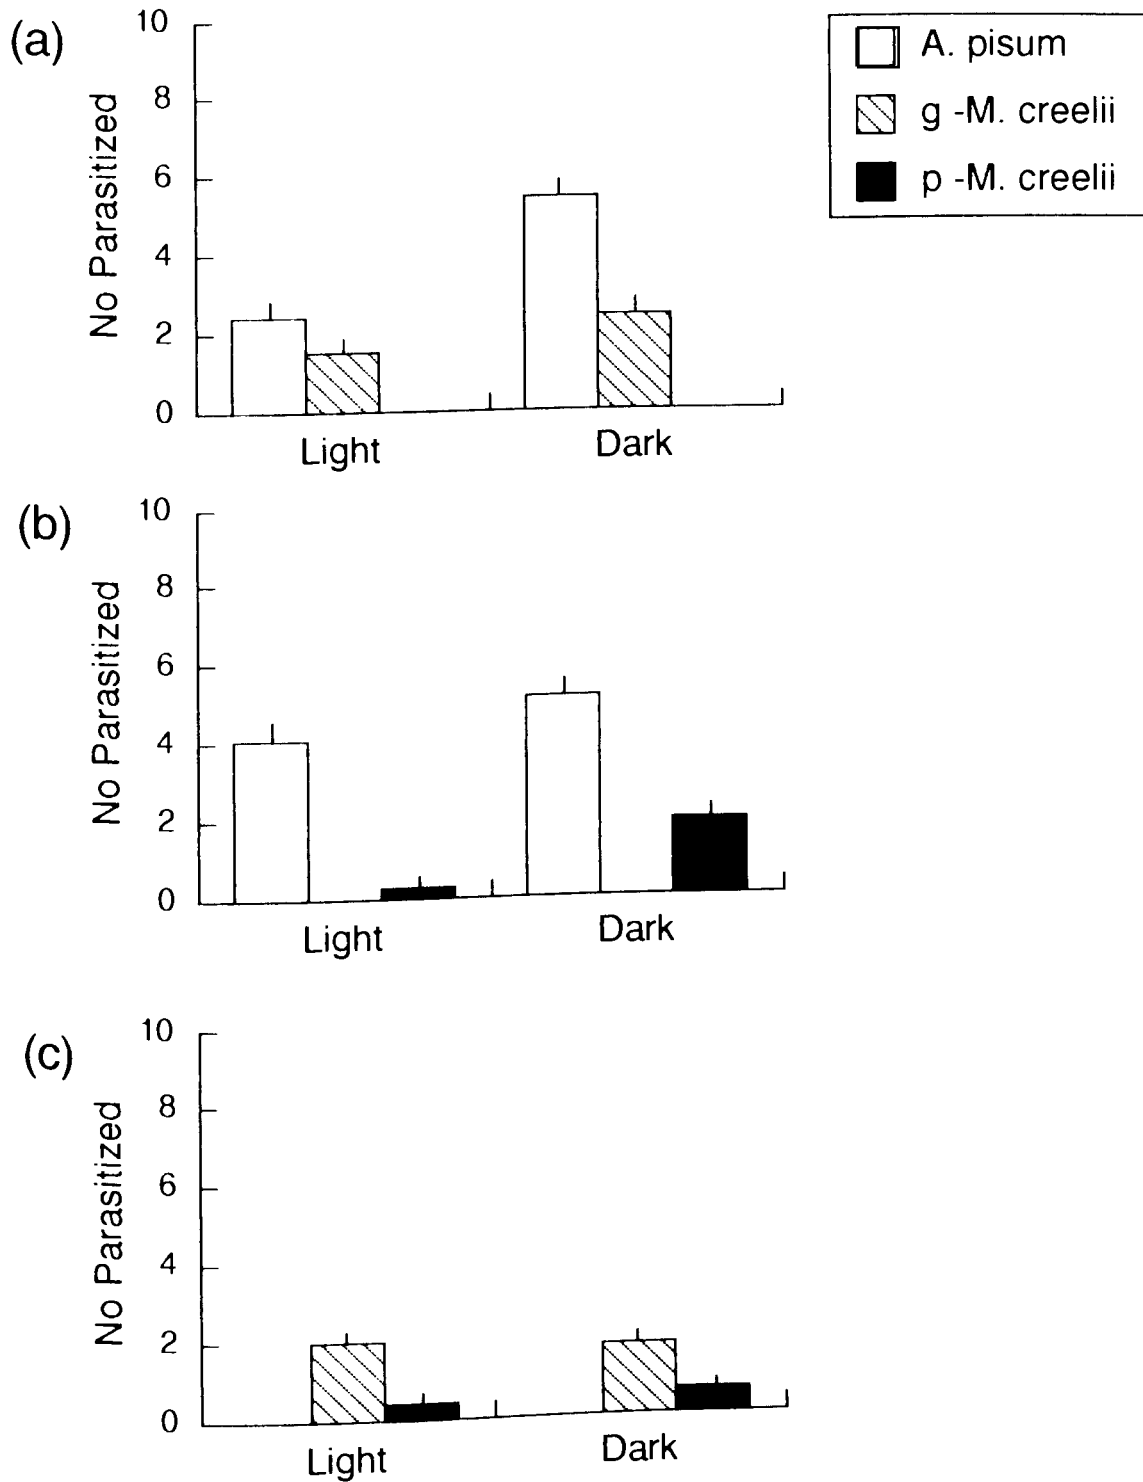 (a)
No Parasitized
10
8
6
4
2
0
Light
Dark
A. pisum
g -M. creelii
p -M. creelii
(b)
No Parasitized
10
8
6
4
2
0
Light
Dark
(c)
No Parasitized
10
8
6
4
2
0
Light
Dark